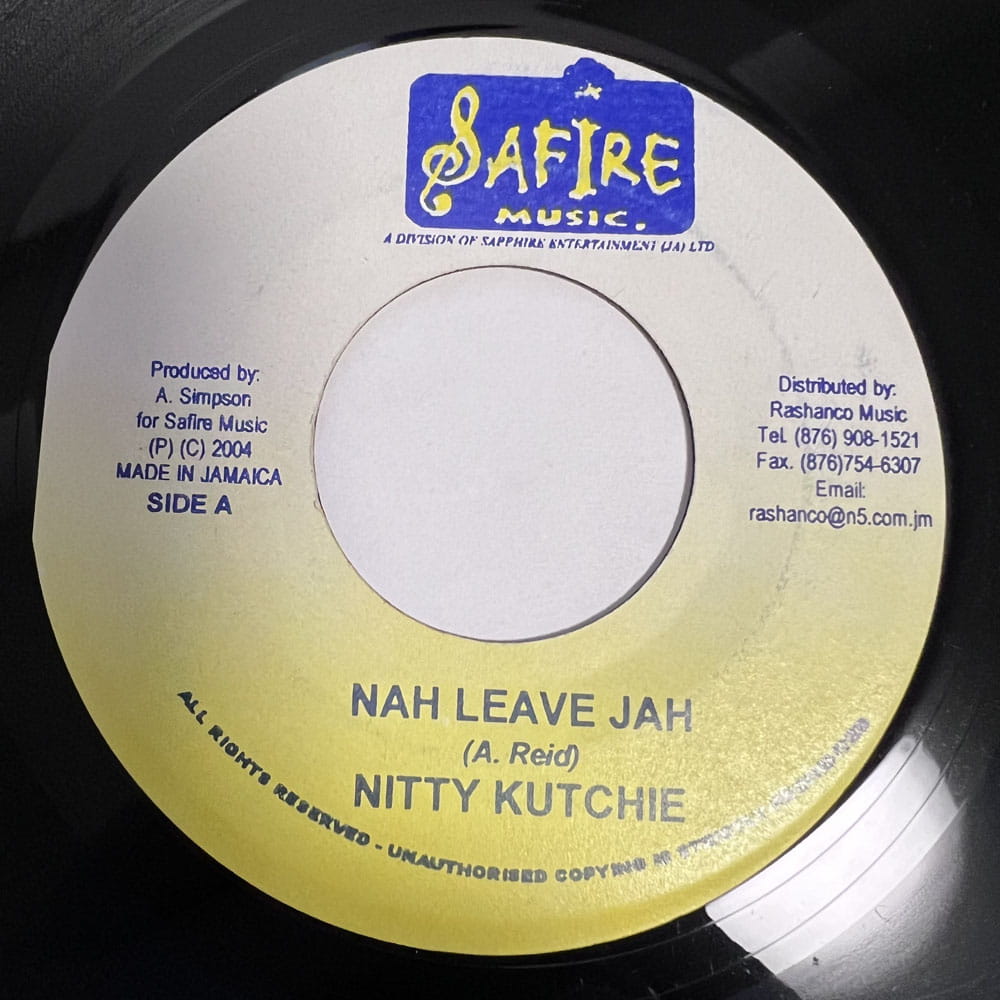 SAFIRE
MUSIC.
A DIVISION OF SAPPHIRE ENTERTAINMENT (JA) LTD
Produced by:
A. Simpson
for Safire Music
(P) (C) 2004
MADE IN JAMAICA
SIDE A
Distributed by:
Rashanco Music
Tel. (876) 908-1521
Fax. (876)754-6307
Email:
rashanco@n5.com.jm
NAH LEAVE JAH
(A. Reid)
NITTY KUTCHIE
ALL RIGHTS RESERVED - UNAUTHORISED COPYING IS